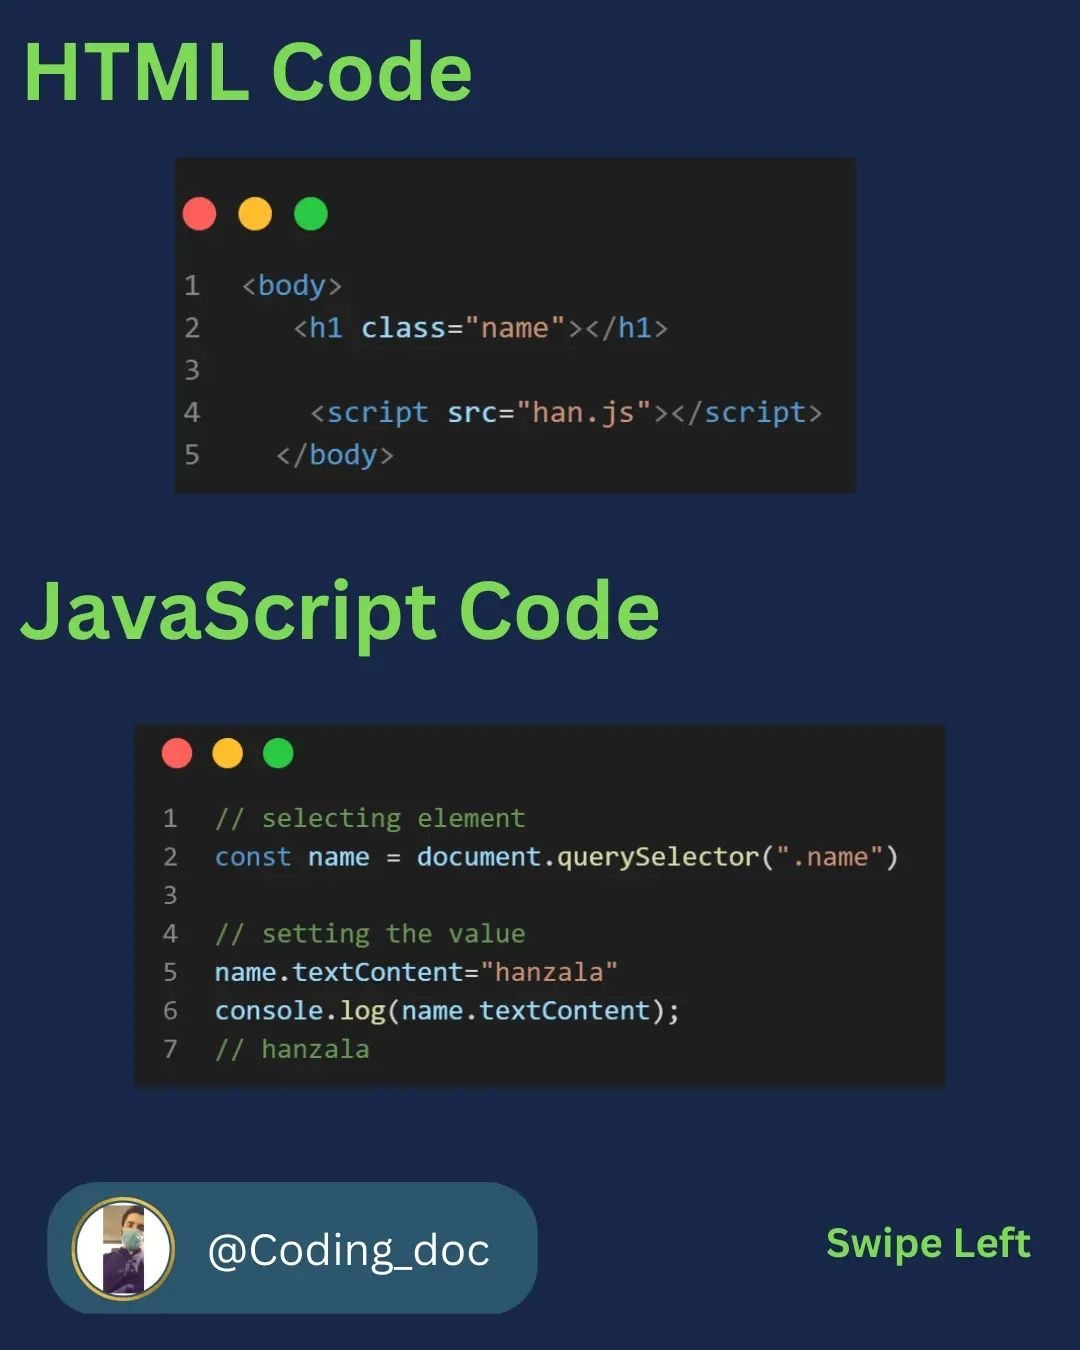 HTML Code
1 <body>
2 <h1 class="name"></h1>
3
4 <script src="han.js"></script>
5 </body>
JavaScript Code
1 // selecting element
2 const name = document.querySelector(".name")
3
4 // setting the value
5 name.textContent="hanzala"
6 console.log(name.textContent);
7 // hanzala
@Coding_doc
Swipe Left